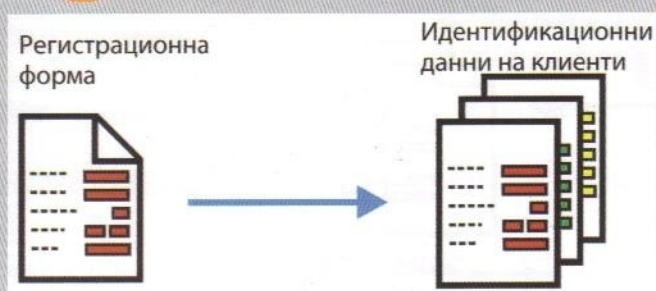 Регистрационна
форма
Идентификационни
данни на клиенти